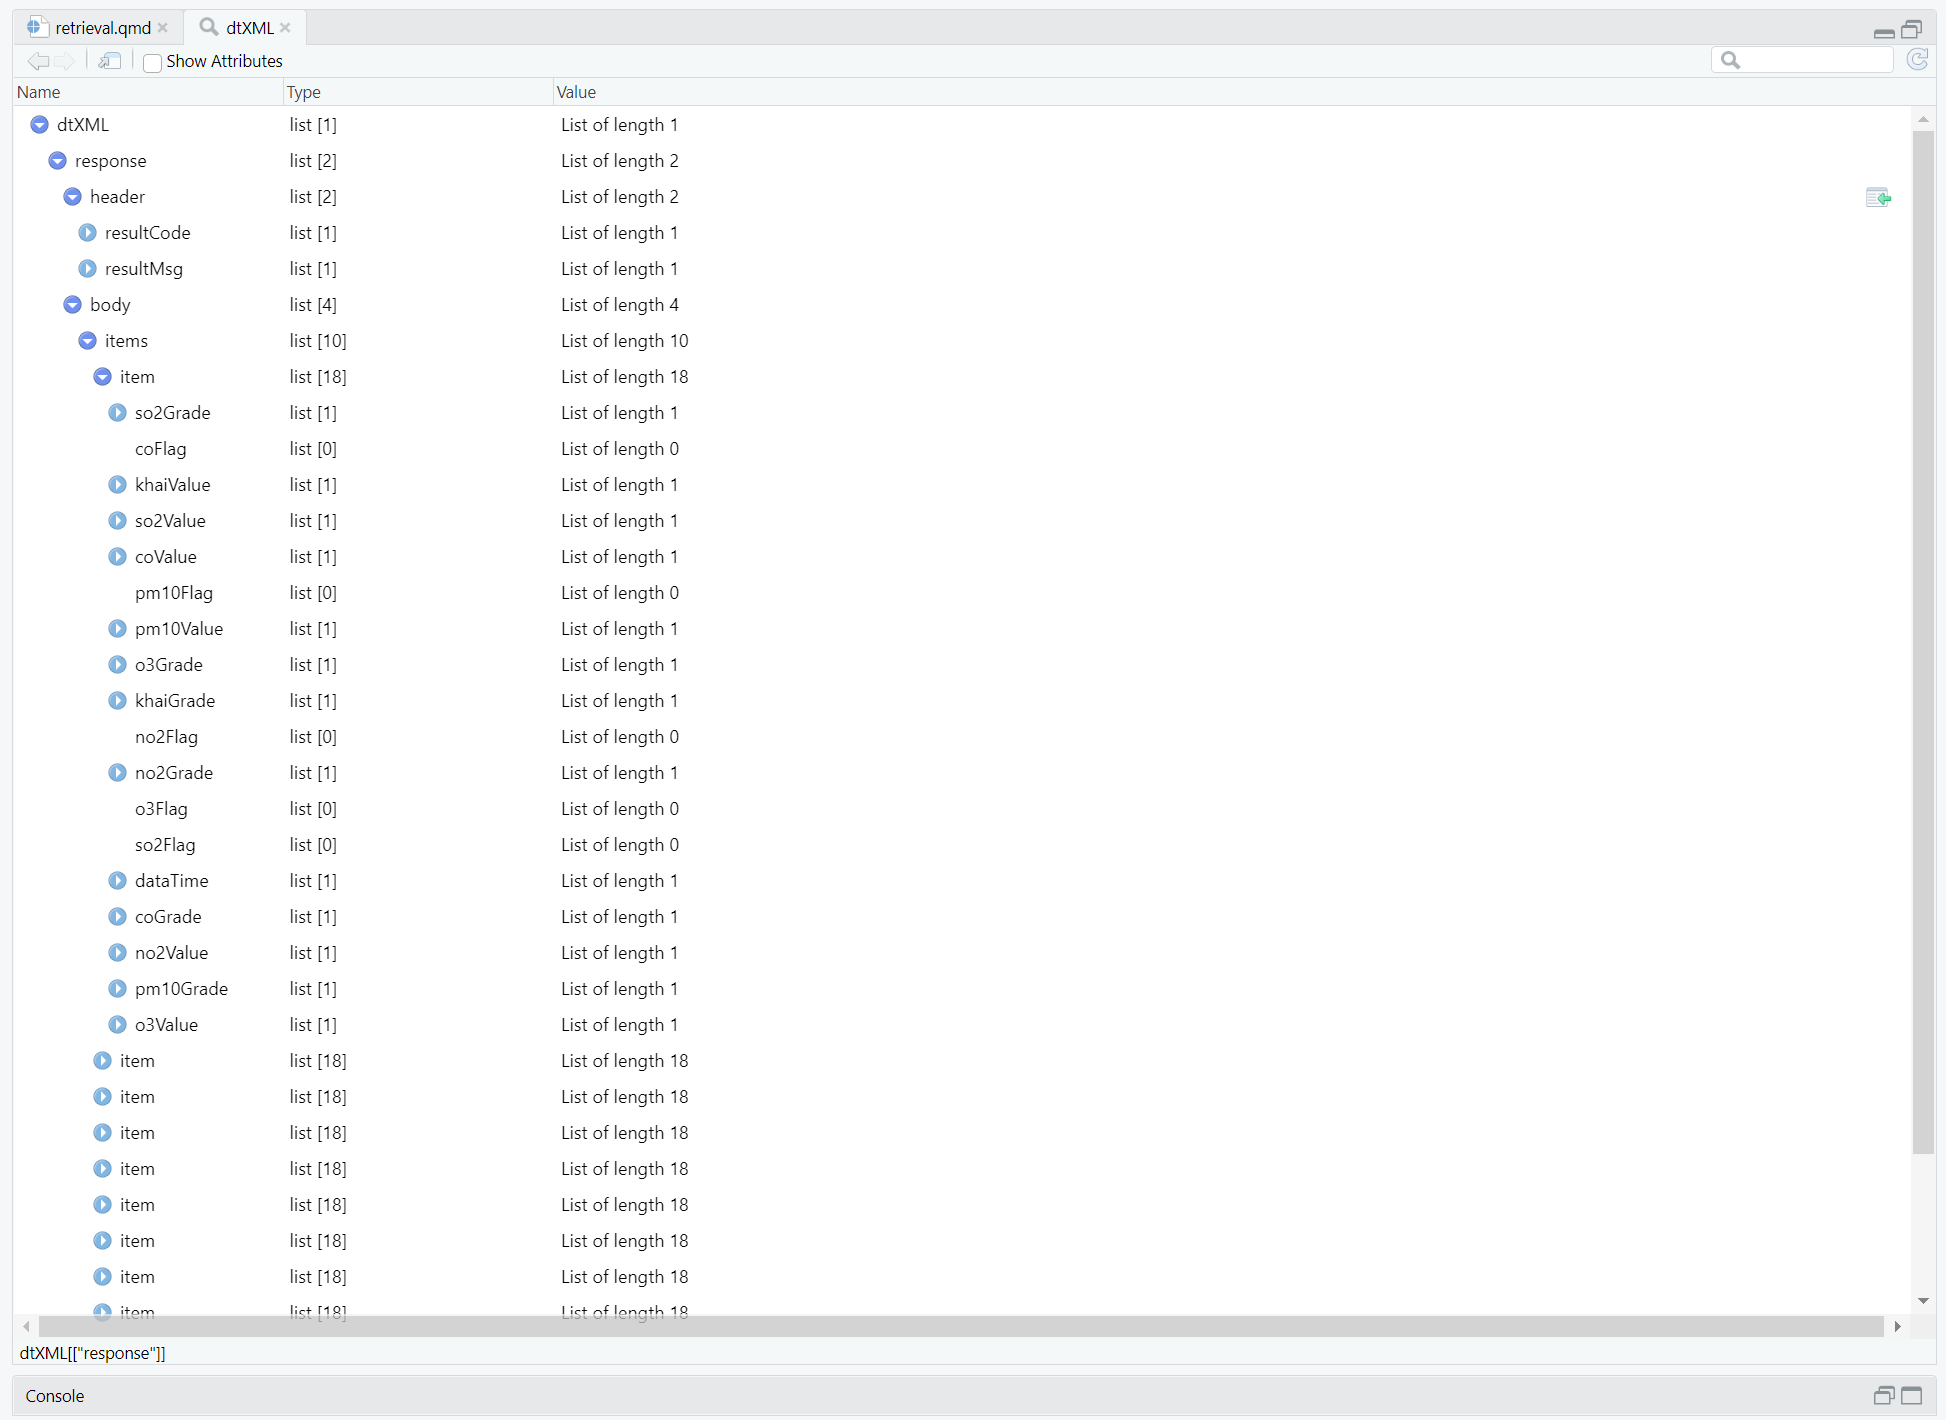 retrieval.qmd dtXML
Show Attributes
Name Type Value
dtXML list [1] List of length 1
response list [2] List of length 2
header list [2] List of length 2
resultCode list [1] List of length 1
resultMsg list [1] List of length 1
body list [4] List of length 4
items list [10] List of length 10
item list [18] List of length 18
so2Grade list [1] List of length 1
coFlag list [0] List of length 0
khaiValue list [1] List of length 1
so2Value list [1] List of length 1
coValue list [1] List of length 1
pm10Flag list [0] List of length 0
pm10Value list [1] List of length 1
o3Grade list [1] List of length 1
khaiGrade list [1] List of length 1
no2Flag list [0] List of length 0
no2Grade list [1] List of length 1
o3Flag list [0] List of length 0
so2Flag list [0] List of length 0
dataTime list [1] List of length 1
coGrade list [1] List of length 1
no2Value list [1] List of length 1
pm10Grade list [1] List of length 1
o3Value list [1] List of length 1
item list [18] List of length 18
item list [18] List of length 18
item list [18] List of length 18
item list [18] List of length 18
item list [18] List of length 18
item list [18] List of length 18
item list [18] List of length 18
item list [18] List of length 18
dtXML[["response"]]
Console